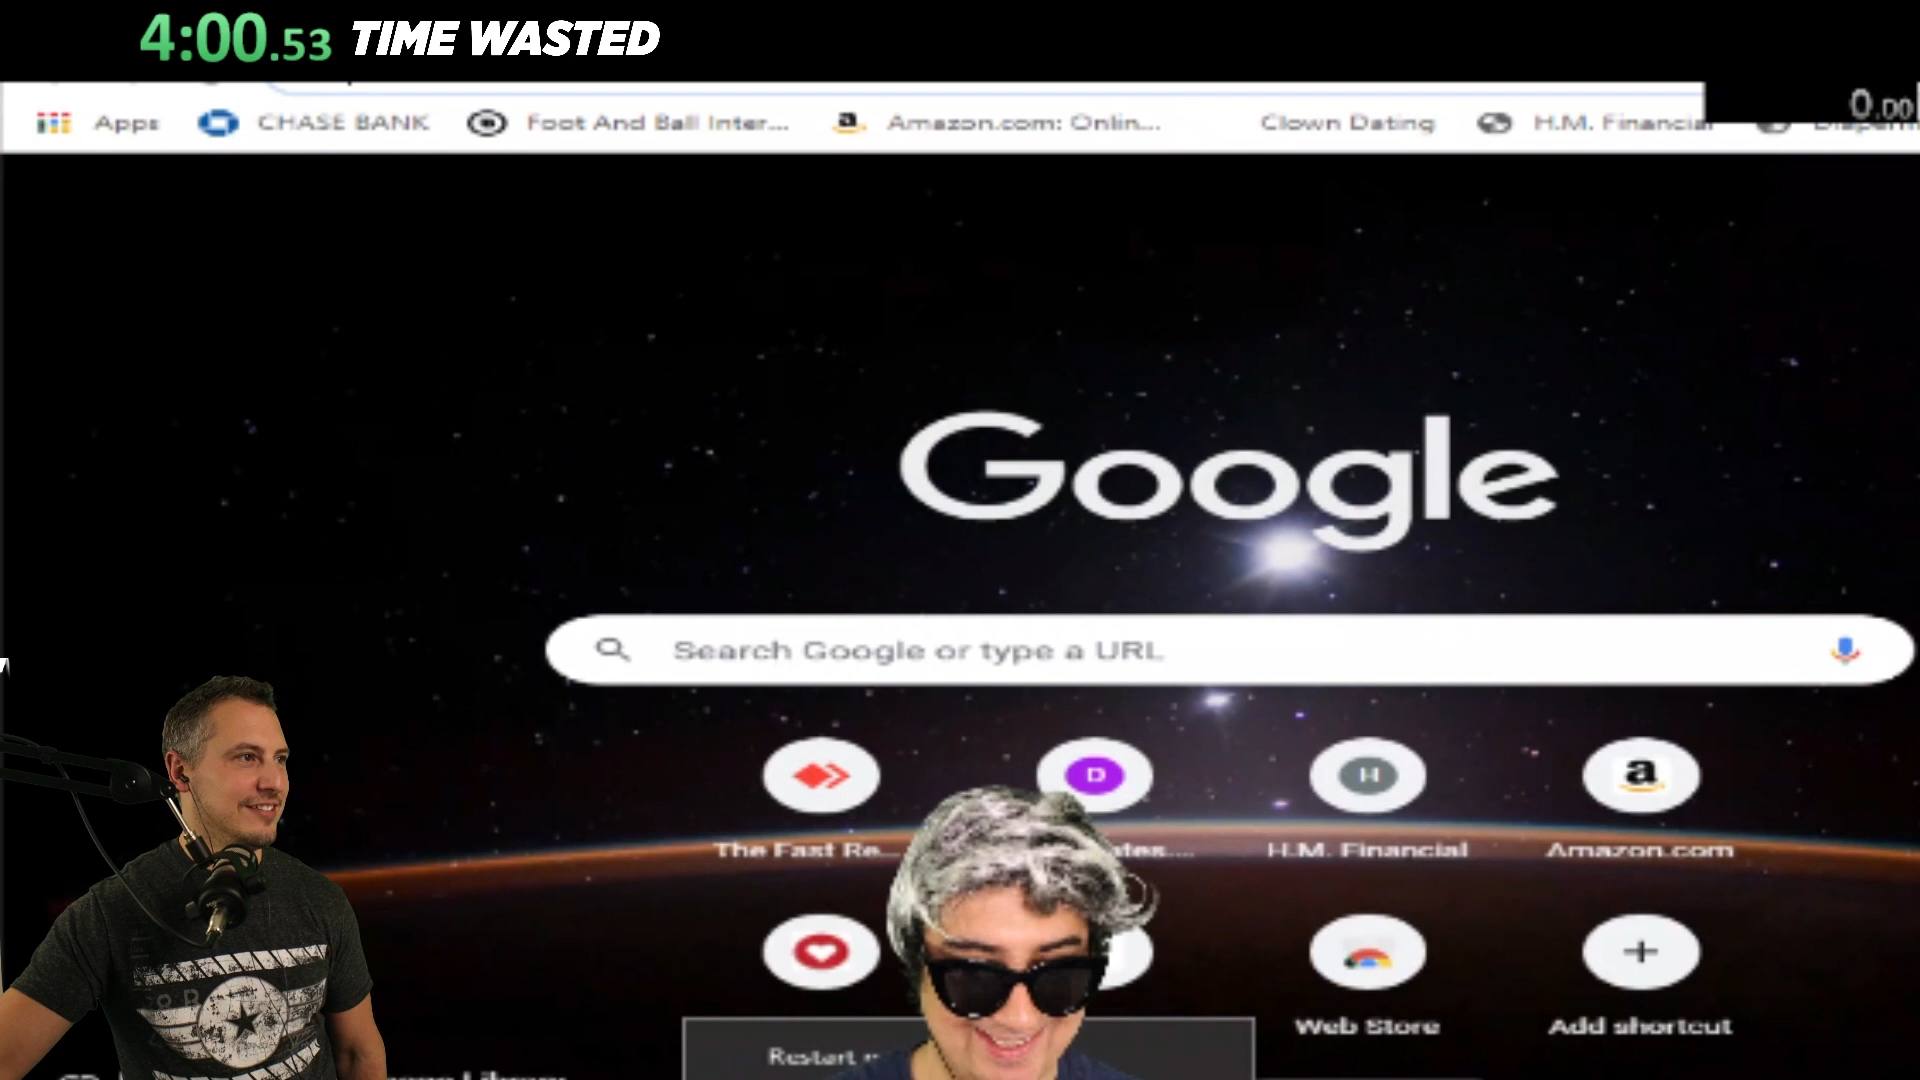 4:00.53 TIME WASTED
0.00
Apps CHASE BANK Foot And Ball Inter... Amazon.com: Onlin... Clown Dating H.M. Financial
Google
Search Google or type a URL
D H a
The Fast Re... H.M. Financial Amazon.com
Web Store Add shortcut
Restart